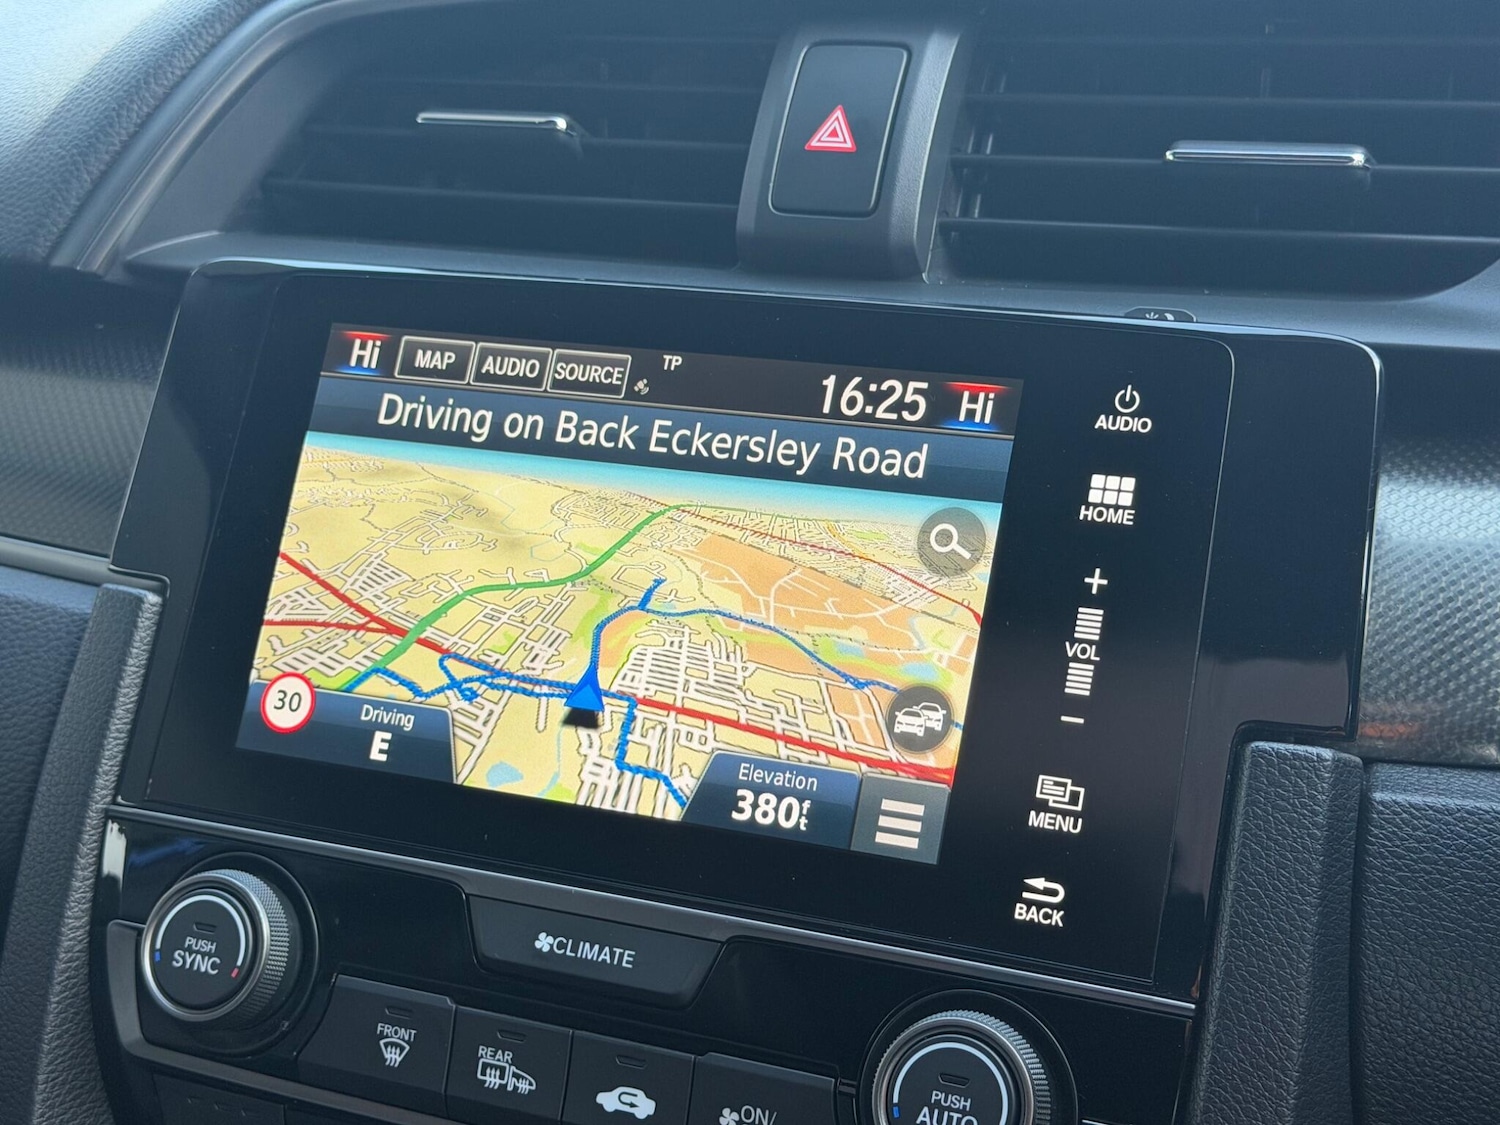 Hi MAP AUDIO SOURCE TP 16:25 Hi
Driving on Back Eckersley Road
30
Driving
E
Elevation
380ft
AUDIO
HOME
+
VOL
−
MENU
BACK
PUSH
SYNC
CLIMATE
FRONT
REAR
ON/
PUSH
AUTO